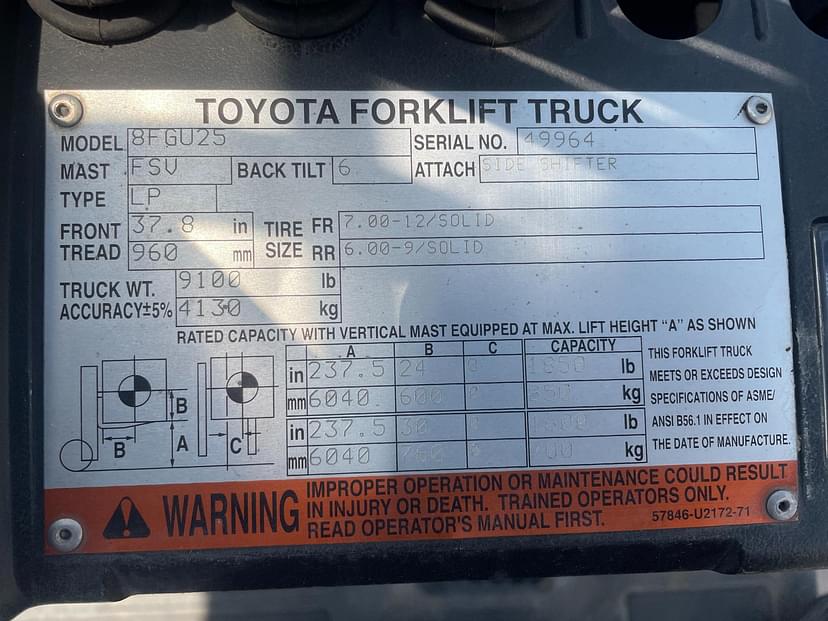 TOYOTA FORKLIFT TRUCK
MODEL 8FGU25 SERIAL NO. 49964
MAST FSV BACK TILT 6 ATTACH SIDE SHIFTER
TYPE LP
FRONT TREAD 37.8 in 960 mm
TIRE SIZE FR 7.00-12/SOLID
RR 6.00-9/SOLID
TRUCK WT. 9100 lb
ACCURACY±5% 4130 kg
RATED CAPACITY WITH VERTICAL MAST EQUIPPED AT MAX. LIFT HEIGHT "A" AS SHOWN
A B C CAPACITY
in 237.5 24 0 lb
mm 6040 600 0 kg
in 237.5 30 lb
mm 6040 kg
B
B A
C
THIS FORKLIFT TRUCK
MEETS OR EXCEEDS DESIGN
SPECIFICATIONS OF ASME/
ANSI B56.1 IN EFFECT ON
THE DATE OF MANUFACTURE.
WARNING
IMPROPER OPERATION OR MAINTENANCE COULD RESULT
IN INJURY OR DEATH. TRAINED OPERATORS ONLY.
READ OPERATOR'S MANUAL FIRST. 57846-U2172-71